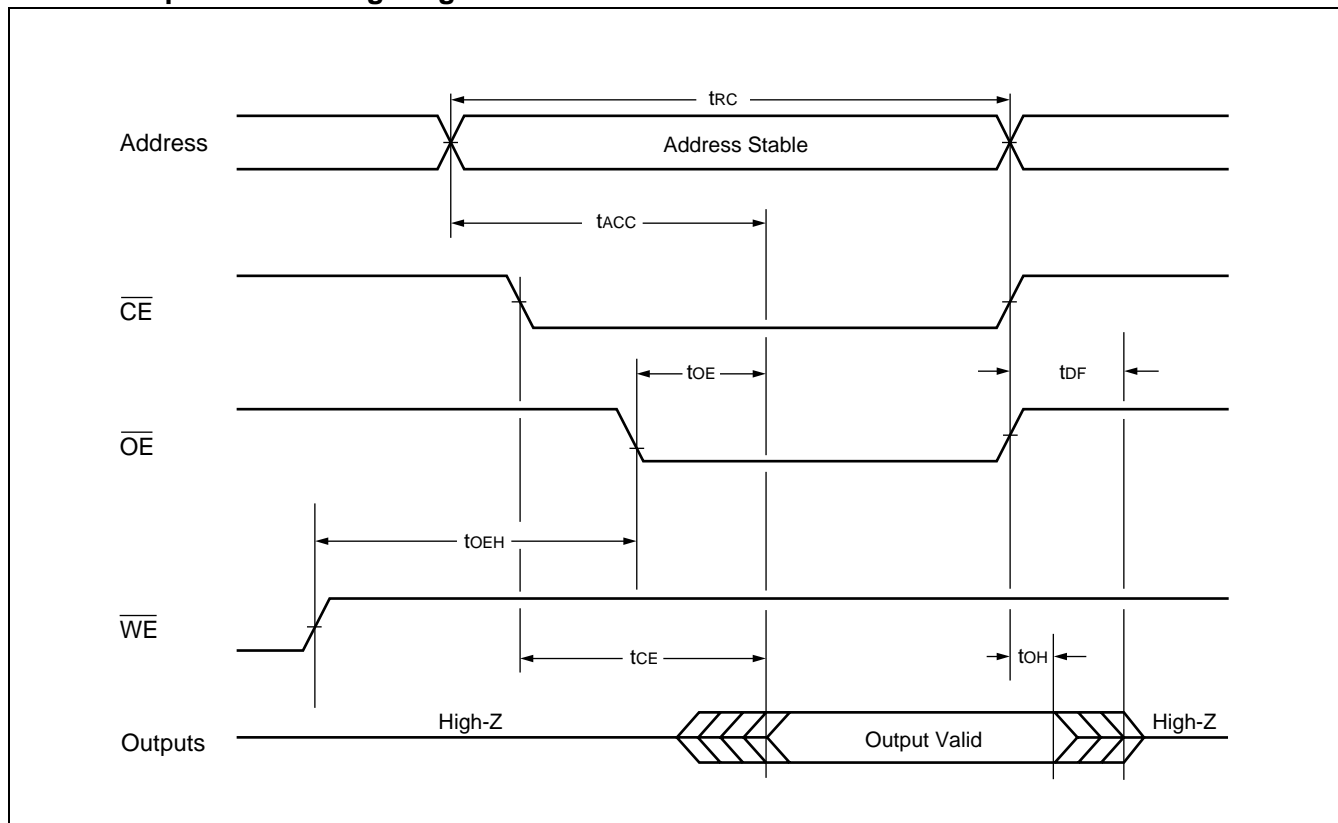 tRC
Address
Address Stable
tACC
CE
tOE
tDF
OE
tOEH
WE
tCE
tOH
High-Z
High-Z
Outputs
Output Valid